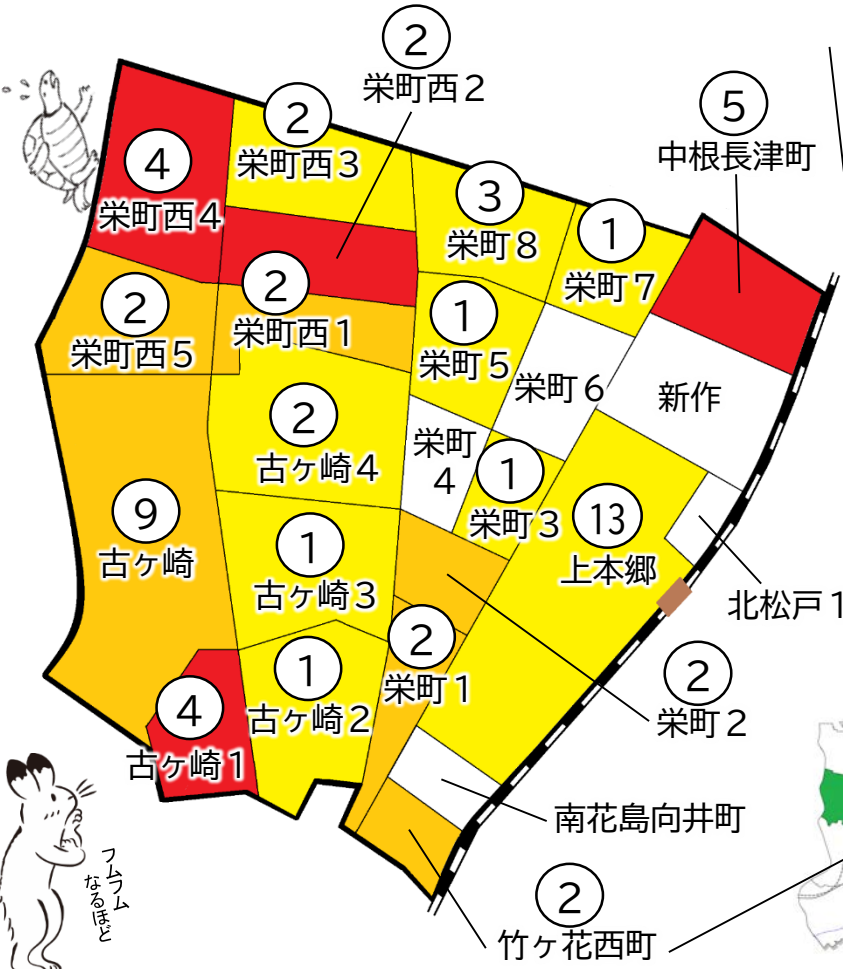 ②
栄町西２
⑤
中根長津町
②
栄町西３
④
栄町西４
③
栄町８
①
栄町７
②
栄町西１
②
栄町西５
①
栄町５
栄町６
新作
②
古ヶ崎４
栄町
４
①
栄町３
⑬
上本郷
⑨
古ヶ崎
①
古ヶ崎３
北松戸１
②
栄町１
①
古ヶ崎２
②
栄町２
④
古ヶ崎１
南花島向井町
②
竹ヶ花西町
フムフム
なるほど